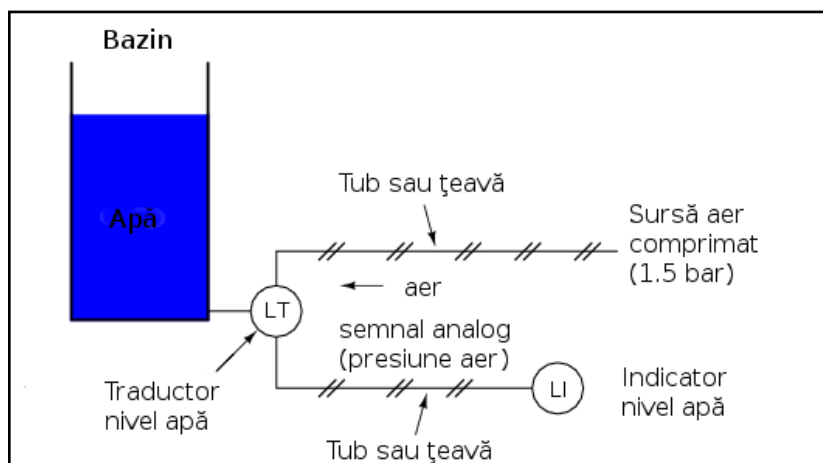 Bazin
Apă
Tub sau ţeavă
Sursă aer
comprimat
(1.5 bar)
aer
LT
semnal analog
(presiune aer)
Traductor
nivel apă
LI
Indicator
nivel apă
Tub sau ţeavă